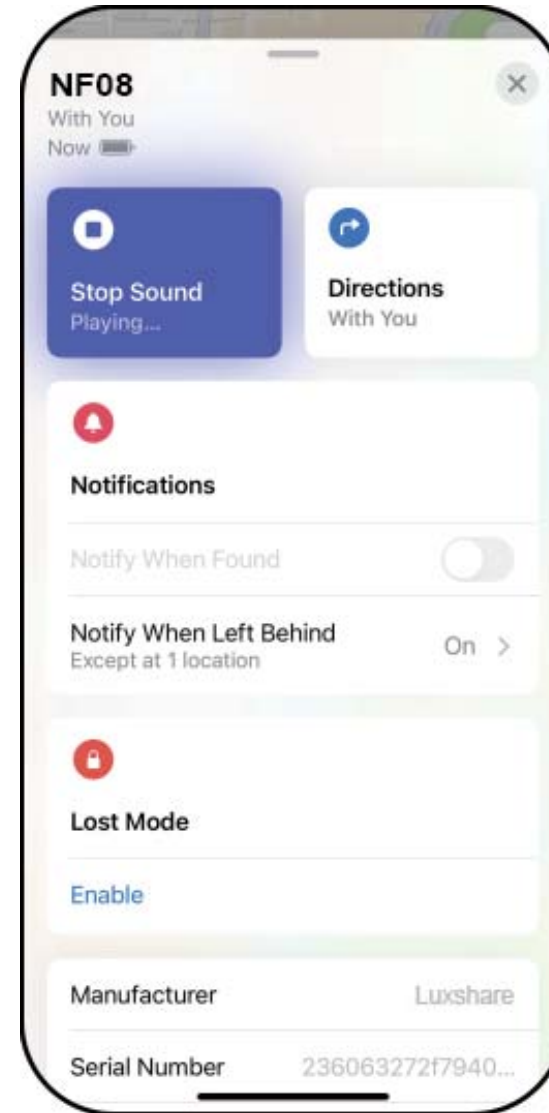 NF08
With You
Now
Stop Sound
Playing...
Directions
With You
Notifications
Notify When Found
Notify When Left Behind
Except at 1 location
On
Lost Mode
Enable
Manufacturer
Luxshare
Serial Number
236063272f7940...